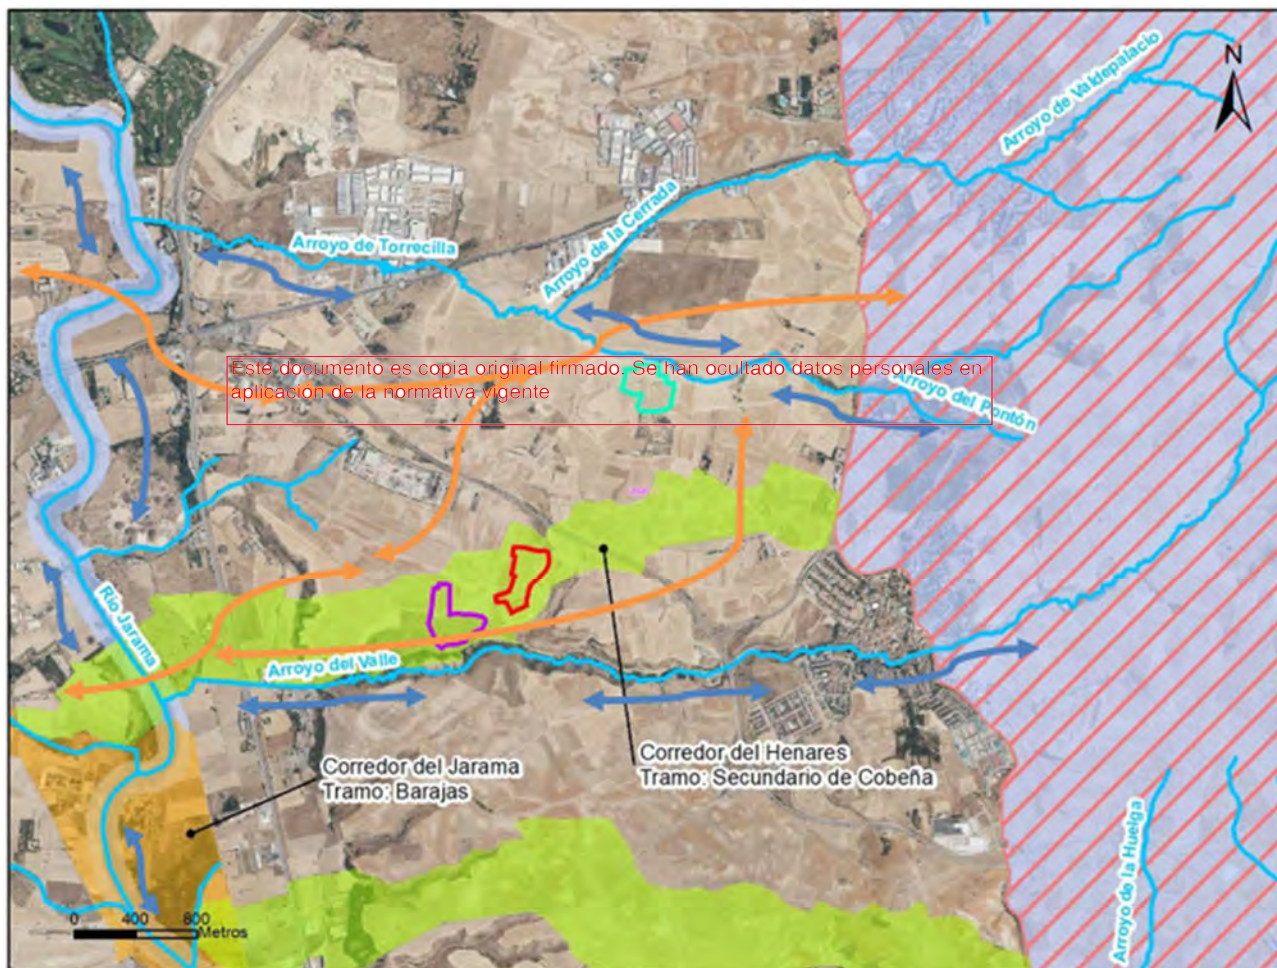 N
Arroyo de Valdepalacio
Arroyo de la Cerrada
Arroyo de Torrecilla
Este documento es copia original firmado. Se han ocultado datos personales en
aplicación de la normativa vigente
Arroyo del Pontón
Río Jarama
Arroyo del Valle
Corredor del Henares
Tramo: Secundario de Cobeña
Corredor del Jarama
Tramo: Barajas
Arroyo de la Huelga
0 400 800
Metros